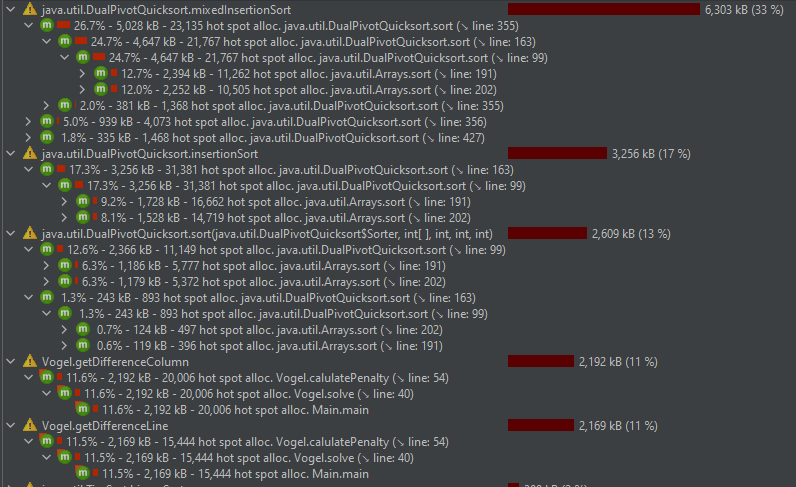 java.util.DualPivotQuicksort.mixedInsertionSort 6,303 kB (33 %)
m 26.7% - 5,028 kB - 23,135 hot spot alloc. java.util.DualPivotQuicksort.sort (↘ line: 355)
m 24.7% - 4,647 kB - 21,767 hot spot alloc. java.util.DualPivotQuicksort.sort (↘ line: 163)
m 24.7% - 4,647 kB - 21,767 hot spot alloc. java.util.DualPivotQuicksort.sort (↘ line: 99)
m 12.7% - 2,394 kB - 11,262 hot spot alloc. java.util.Arrays.sort (↘ line: 191)
m 12.0% - 2,252 kB - 10,505 hot spot alloc. java.util.Arrays.sort (↘ line: 202)
m 2.0% - 381 kB - 1,368 hot spot alloc. java.util.DualPivotQuicksort.sort (↘ line: 355)
m 5.0% - 939 kB - 4,073 hot spot alloc. java.util.DualPivotQuicksort.sort (↘ line: 356)
m 1.8% - 335 kB - 1,468 hot spot alloc. java.util.DualPivotQuicksort.sort (↘ line: 427)
java.util.DualPivotQuicksort.insertionSort 3,256 kB (17 %)
m 17.3% - 3,256 kB - 31,381 hot spot alloc. java.util.DualPivotQuicksort.sort (↘ line: 163)
m 17.3% - 3,256 kB - 31,381 hot spot alloc. java.util.DualPivotQuicksort.sort (↘ line: 99)
m 9.2% - 1,728 kB - 16,662 hot spot alloc. java.util.Arrays.sort (↘ line: 191)
m 8.1% - 1,528 kB - 14,719 hot spot alloc. java.util.Arrays.sort (↘ line: 202)
java.util.DualPivotQuicksort.sort(java.util.DualPivotQuicksort$Sorter, int[ ], int, int, int) 2,609 kB (13 %)
m 12.6% - 2,366 kB - 11,149 hot spot alloc. java.util.DualPivotQuicksort.sort (↘ line: 99)
m 6.3% - 1,186 kB - 5,777 hot spot alloc. java.util.Arrays.sort (↘ line: 191)
m 6.3% - 1,179 kB - 5,372 hot spot alloc. java.util.Arrays.sort (↘ line: 202)
m 1.3% - 243 kB - 893 hot spot alloc. java.util.DualPivotQuicksort.sort (↘ line: 163)
m 1.3% - 243 kB - 893 hot spot alloc. java.util.DualPivotQuicksort.sort (↘ line: 99)
m 0.7% - 124 kB - 497 hot spot alloc. java.util.Arrays.sort (↘ line: 202)
m 0.6% - 119 kB - 396 hot spot alloc. java.util.Arrays.sort (↘ line: 191)
Vogel.getDifferenceColumn 2,192 kB (11 %)
m 11.6% - 2,192 kB - 20,006 hot spot alloc. Vogel.calulatePenalty (↘ line: 54)
m 11.6% - 2,192 kB - 20,006 hot spot alloc. Vogel.solve (↘ line: 40)
m 11.6% - 2,192 kB - 20,006 hot spot alloc. Main.main
Vogel.getDifferenceLine 2,169 kB (11 %)
m 11.5% - 2,169 kB - 15,444 hot spot alloc. Vogel.calulatePenalty (↘ line: 54)
m 11.5% - 2,169 kB - 15,444 hot spot alloc. Vogel.solve (↘ line: 40)
m 11.5% - 2,169 kB - 15,444 hot spot alloc. Main.main